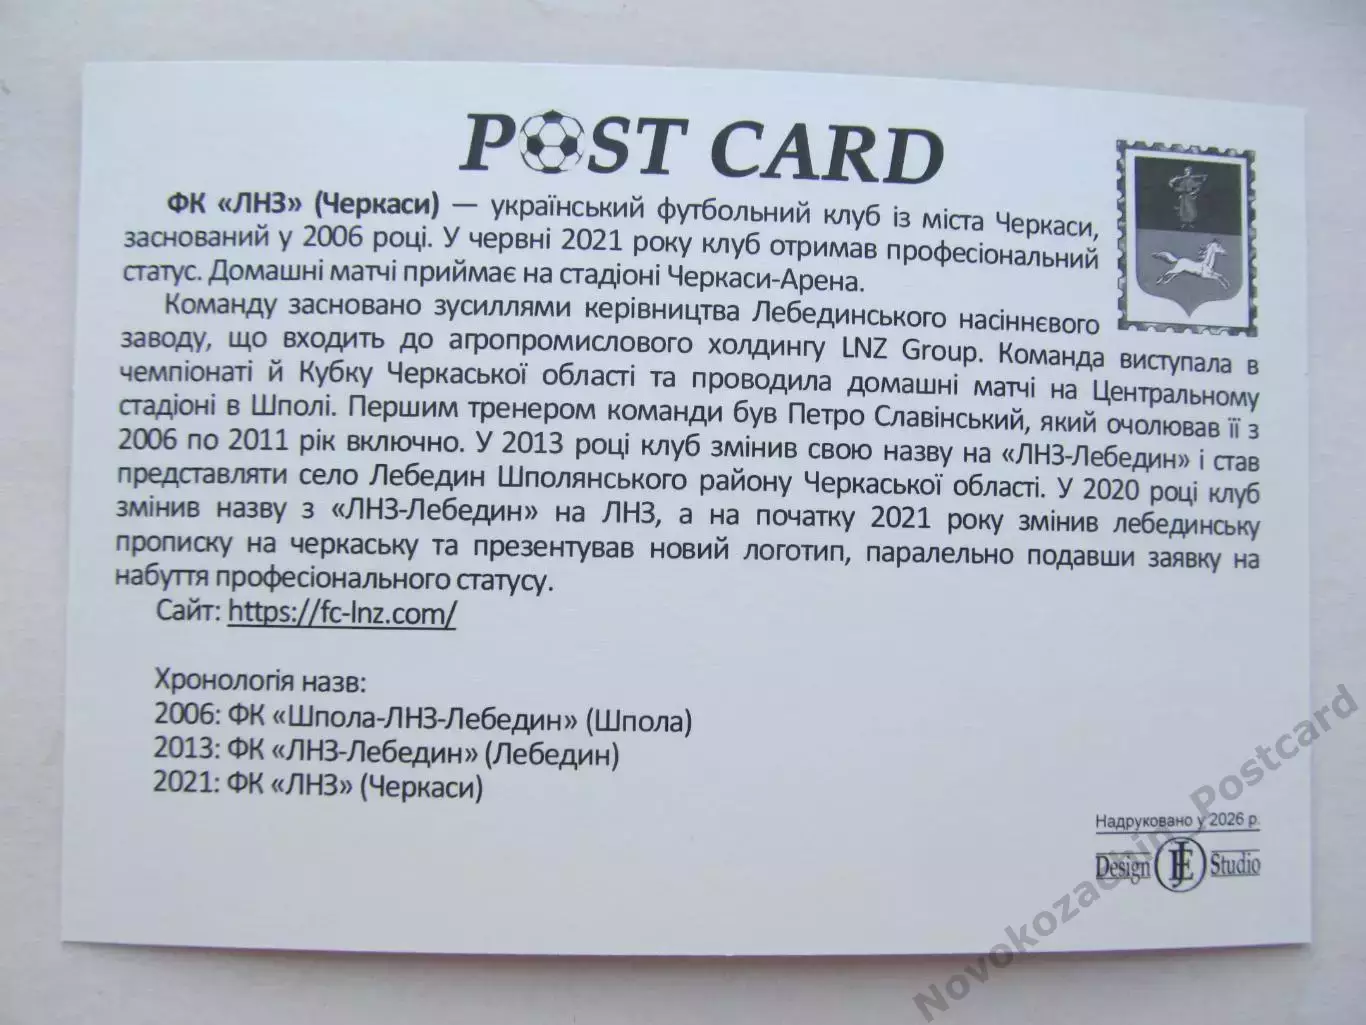 POST CARD
ФК «ЛНЗ» (Черкаси) — український футбольний клуб із міста Черкаси,
заснований у 2006 році. У червні 2021 року клуб отримав професіональний
статус. Домашні матчі приймає на стадіоні Черкаси-Арена.
Команду засновано зусиллями керівництва Лебединського насіннєвого
заводу, що входить до агропромислового холдингу LNZ Group. Команда виступала в
чемпіонаті й Кубку Черкаської області та проводила домашні матчі на Центральному
стадіоні в Шполі. Першим тренером команди був Петро Славінський, який очолював її з
2006 по 2011 рік включно. У 2013 році клуб змінив свою назву на «ЛНЗ-Лебедин» і став
представляти село Лебедин Шполянського району Черкаської області. У 2020 році клуб
змінив назву з «ЛНЗ-Лебедин» на ЛНЗ, а на початку 2021 року змінив лебединську
прописку на черкаську та презентував новий логотип, паралельно подавши заявку на
набуття професіонального статусу.
Сайт: https://fc-lnz.com/
Хронологія назв:
2006: ФК «Шпола-ЛНЗ-Лебедин» (Шпола)
2013: ФК «ЛНЗ-Лебедин» (Лебедин)
2021: ФК «ЛНЗ» (Черкаси)
Надруковано у 2026 р.
Design JE Studio
Novokozachin_Postcard